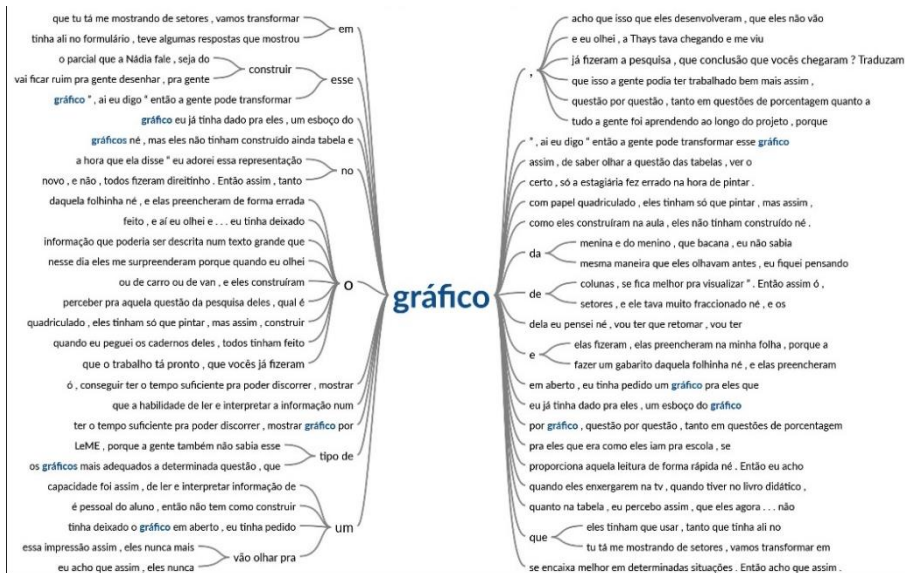 que tu tá me mostrando de setores , vamos transformar
tinha ali no formulário , teve algumas respostas que mostrou
em
o parcial que a Nádia fale , seja do
vai ficar ruim pra gente desenhar , pra gente
construir
gráfico " , ai eu digo " então a gente pode transformar
esse
gráfico eu já tinha dado pra eles , um esboço do
gráficos né , mas eles não tinham construído ainda tabela e
a hora que ela disse " eu adorei essa representação
novo , e não , todos fizeram direitinho . Então assim , tanto
no
daquela folhinha né , e elas preencheram de forma errada
feito , e aí eu olhei e . . . eu tinha deixado
informação que poderia ser descrita num texto grande que
nesse dia eles me surpreenderam porque quando eu olhei
ou de carro ou de van , e eles construíram
perceber pra aquela questão da pesquisa deles , qual é
quadriculado , eles tinham só que pintar , mas assim , construir
quando eu peguei os cadernos deles , todos tinham feito
que o trabalho tá pronto , que vocês já fizeram
o
ó , conseguir ter o tempo suficiente pra poder discorrer , mostrar
que a habilidade de ler e interpretar a informação num
ter o tempo suficiente pra poder discorrer , mostrar gráfico por
LeME , porque a gente também não sabia esse
os gráficos mais adequados a determinada questão , que
tipo de
capacidade foi assim , de ler e interpretar informação de
é pessoal do aluno , então não tem como construir
tinha deixado o gráfico em aberto , eu tinha pedido
essa impressão assim , eles nunca mais
eu acho que assim , eles nunca
vão olhar pra
um
gráfico
,
acho que isso que eles desenvolveram , que eles não vão
e eu olhei , a Thays tava chegando e me viu
já fizeram a pesquisa , que conclusão que vocês chegaram ? Traduzam
que isso a gente podia ter trabalhado bem mais assim ,
questão por questão , tanto em questões de porcentagem quanto a
tudo a gente foi aprendendo ao longo do projeto , porque
" , ai eu digo " então a gente pode transformar esse gráfico
assim , de saber olhar a questão das tabelas , ver o
certo , só a estagiária fez errado na hora de pintar .
com papel quadriculado , eles tinham só que pintar , mas assim ,
como eles construíram na aula , eles não tinham construído né .
da
menina e do menino , que bacana , eu não sabia
mesma maneira que eles olhavam antes , eu fiquei pensando
de
colunas , se fica melhor pra visualizar " . Então assim ó ,
setores , e ele tava muito fraccionado né , e os
dela eu pensei né , vou ter que retomar , vou ter
e
elas fizeram , elas preencheram na minha folha , porque a
fazer um gabarito daquela folhinha né , e elas preencheram
em aberto , eu tinha pedido um gráfico pra eles que
eu já tinha dado pra eles , um esboço do gráfico
por gráfico , questão por questão , tanto em questões de porcentagem
pra eles que era como eles iam pra escola , se
proporciona aquela leitura de forma rápida né . Então eu acho
quando eles enxergarem na tv , quando tiver no livro didático ,
quanto na tabela , eu percebo assim , que eles agora . . . não
que
eles tinham que usar , tanto que tinha ali no
tu tá me mostrando de setores , vamos transformar em
se encaixa melhor em determinadas situações . Então acho que assim .